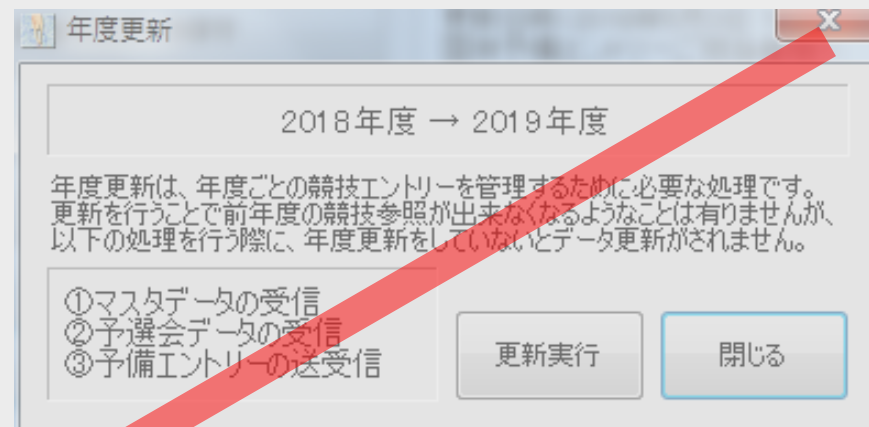 年度更新
2018年度 → 2019年度
年度更新は、年度ごとの競技エントリーを管理するために必要な処理です。
更新を行うことで前年度の競技参照が出来なくなるようなことは有りませんが、
以下の処理を行う際に、年度更新をしていないとデータ更新がされません。
①マスタデータの受信
②予選会データの受信
③予備エントリーの送受信
更新実行
閉じる